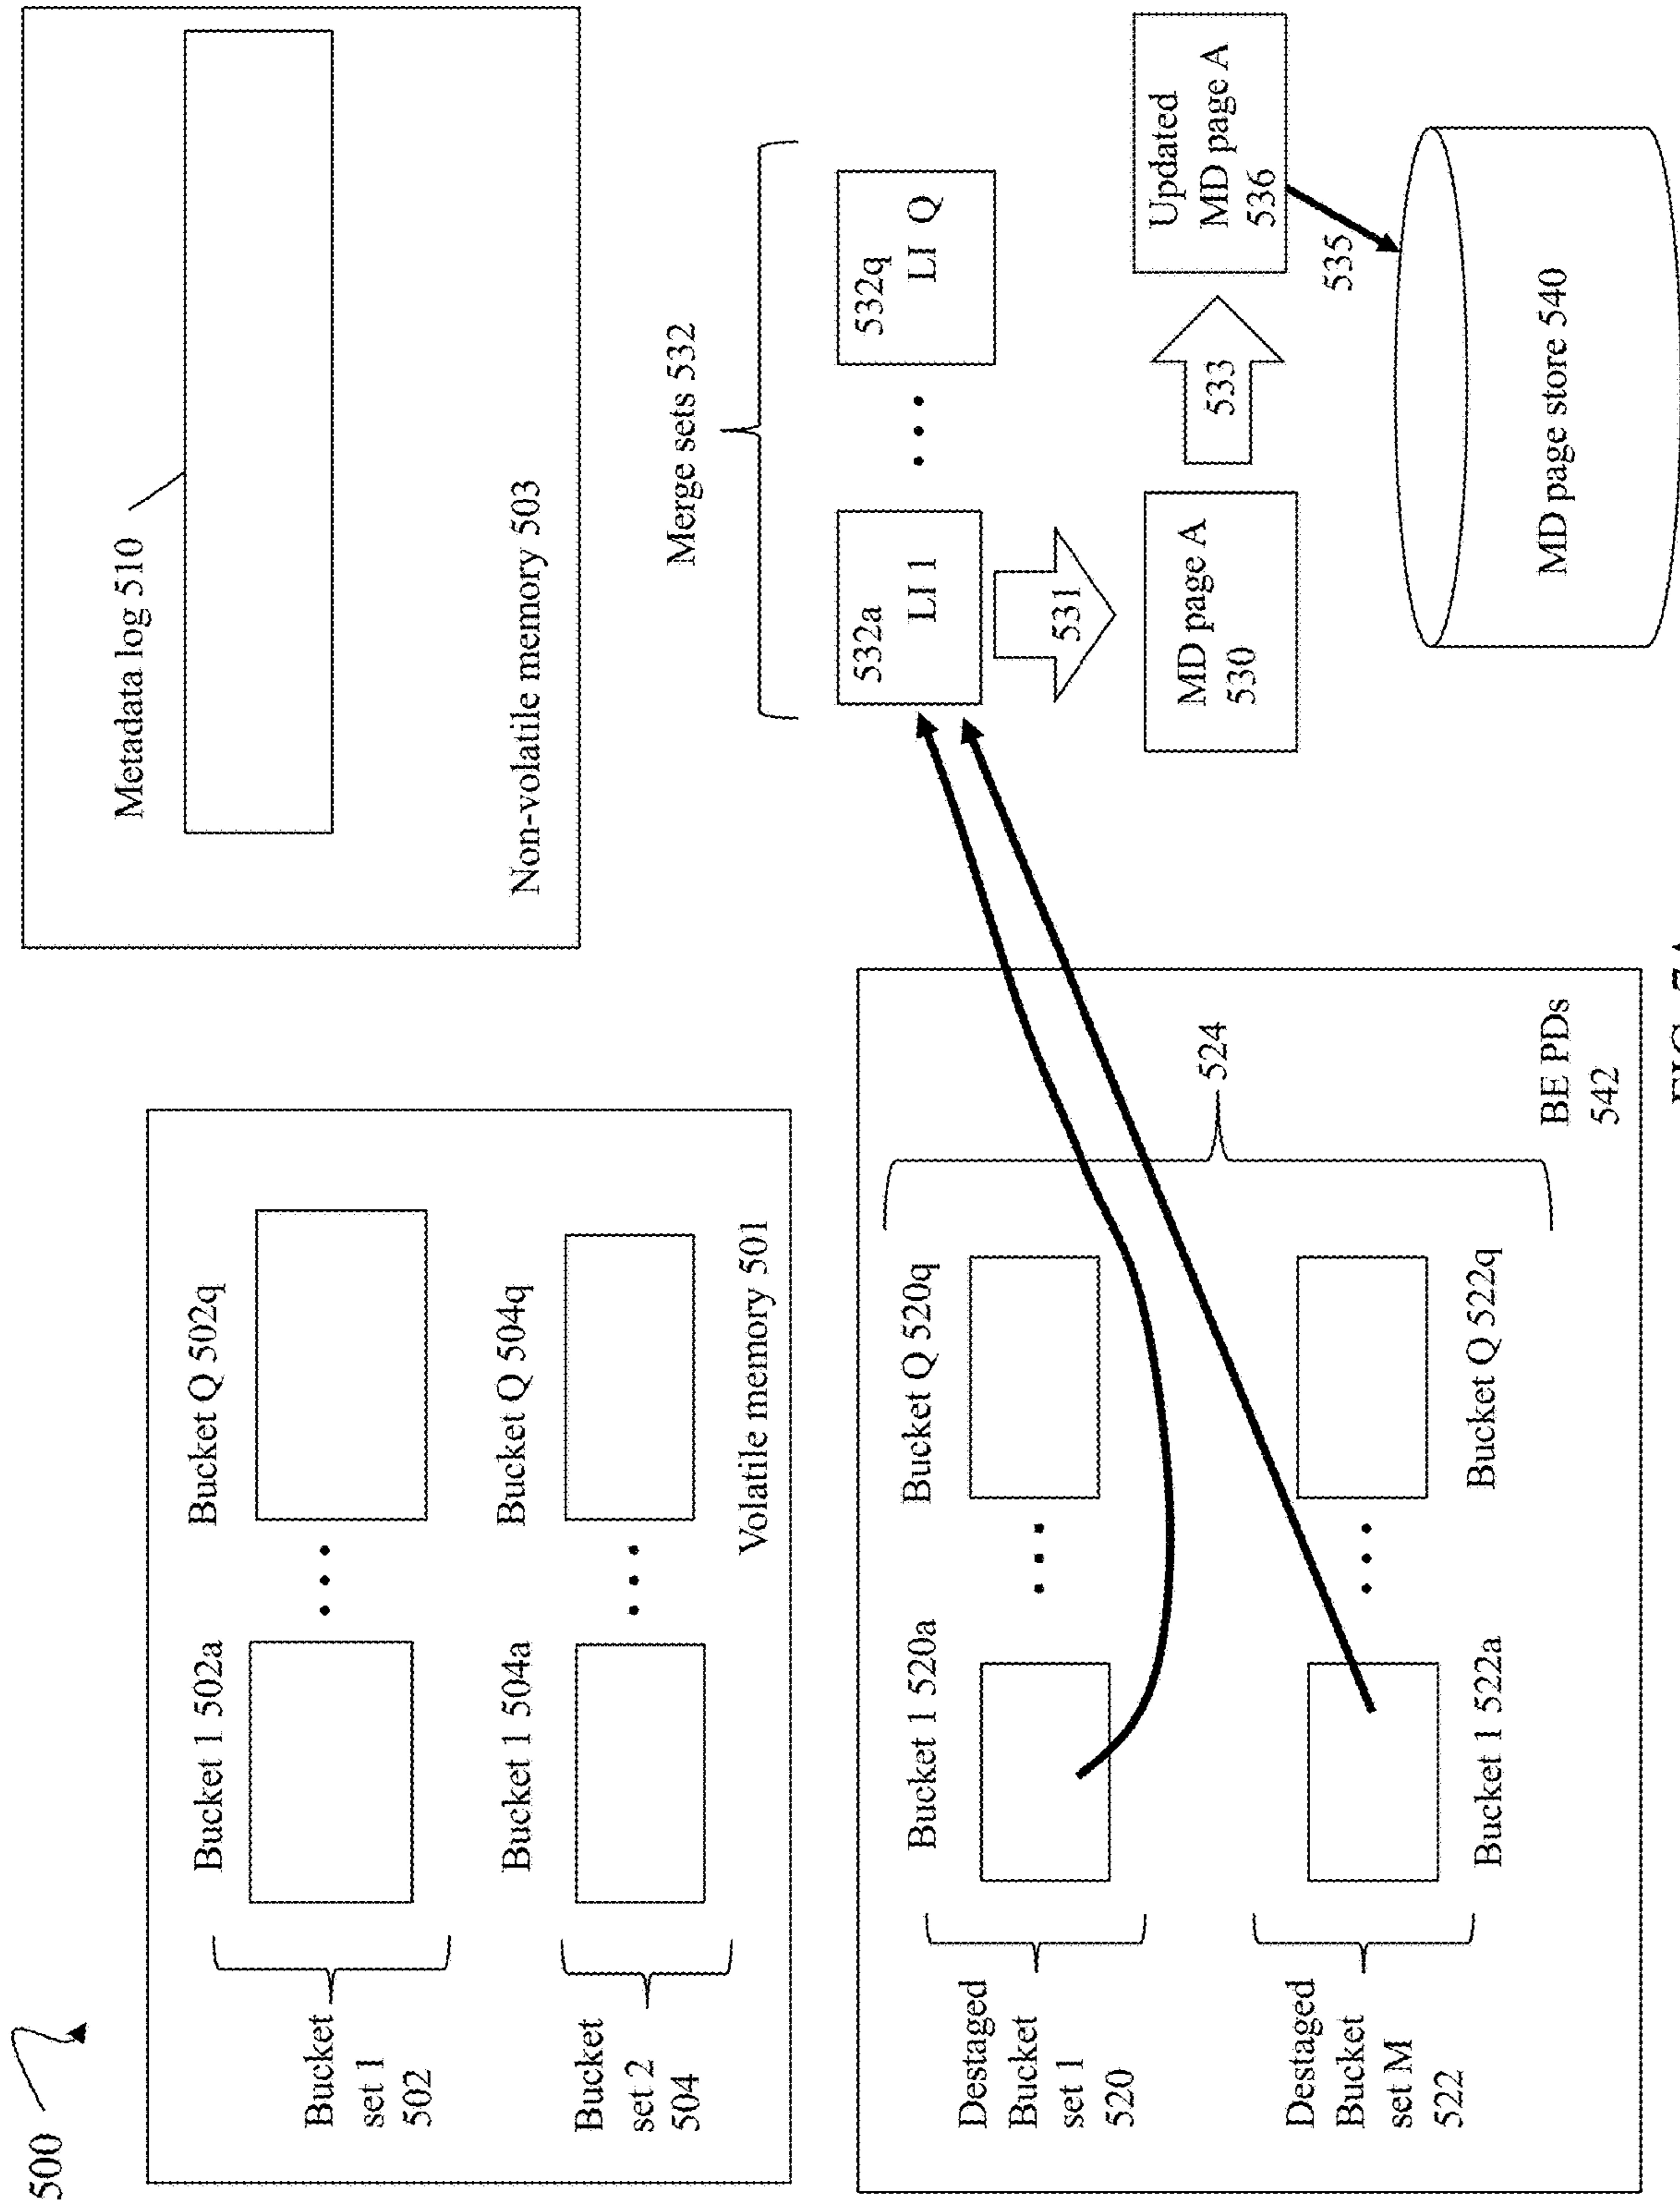 500
Bucket 1 502a
Bucket Q 502q
Bucket
set 1
502
. . .
Bucket 1 504a
Bucket Q 504q
Bucket
set 2
504
. . .
Volatile memory 501
Metadata log 510
Non-volatile memory 503
Bucket 1 520a
Bucket Q 520q
Destaged
Bucket
set 1
520
. . .
524
Destaged
Bucket
set M
522
. . .
Bucket 1 522a
Bucket Q 522q
BE PDs
542
Merge sets 532
532a
LI 1
. . .
532q
LI Q
531
MD page A
530
533
Updated
MD page A
536
535
MD page store 540